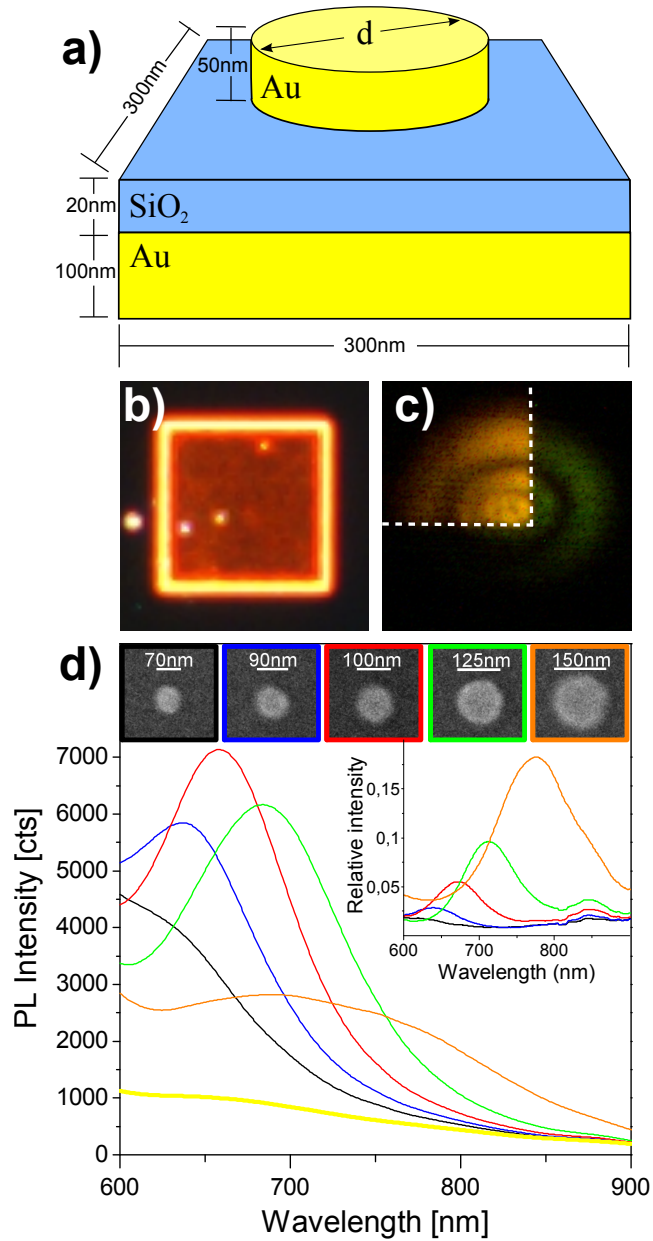 a)
d
50nm
Au
300nm
20nm
SiO₂
100nm
Au
300nm
b)
c)
d)
70nm
90nm
100nm
125nm
150nm
7000
6000
5000
4000
3000
2000
1000
0
PL Intensity [cts]
600
700
800
900
Wavelength [nm]
0,15
0,1
0,05
Relative intensity
600
700
800
Wavelength (nm)